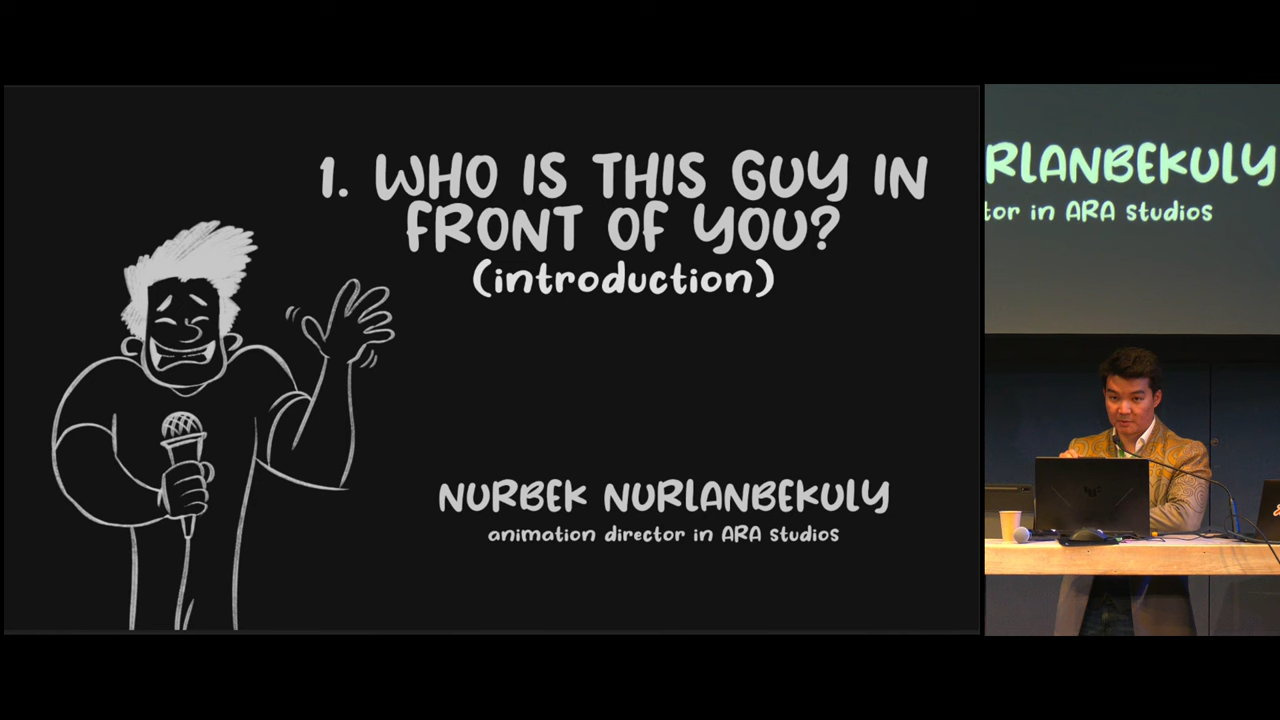 1. WHO IS THIS GUY IN
FRONT OF YOU?
(introduction)
NURBEK NURLANBEKULY
animation director in ARA studios
RLANBEKULY
tor in ARA studios